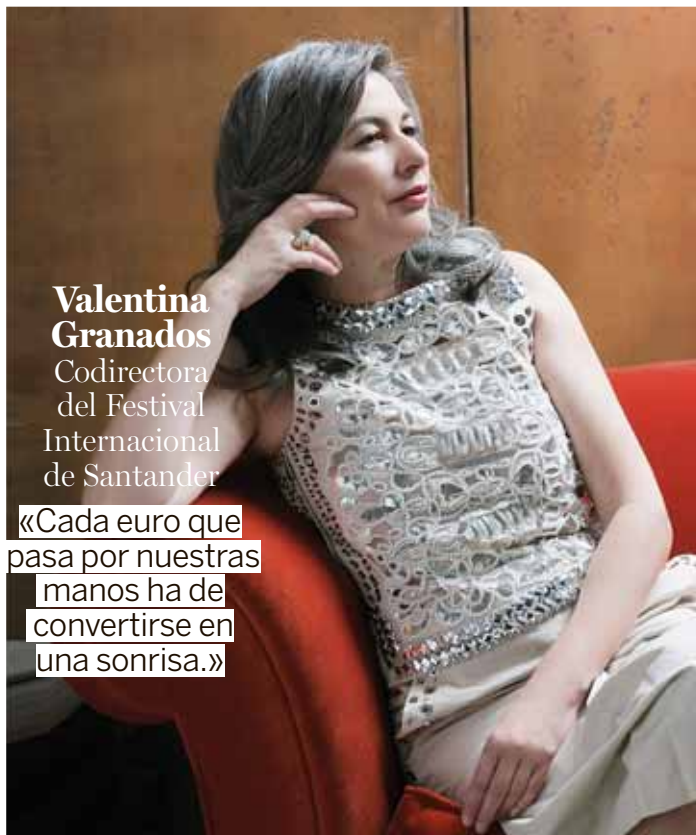 Valentina
Granados
Codirectora
del Festival
Internacional
de Santander
«Cada euro que
pasa por nuestras
manos ha de
convertirse en
una sonrisa.»